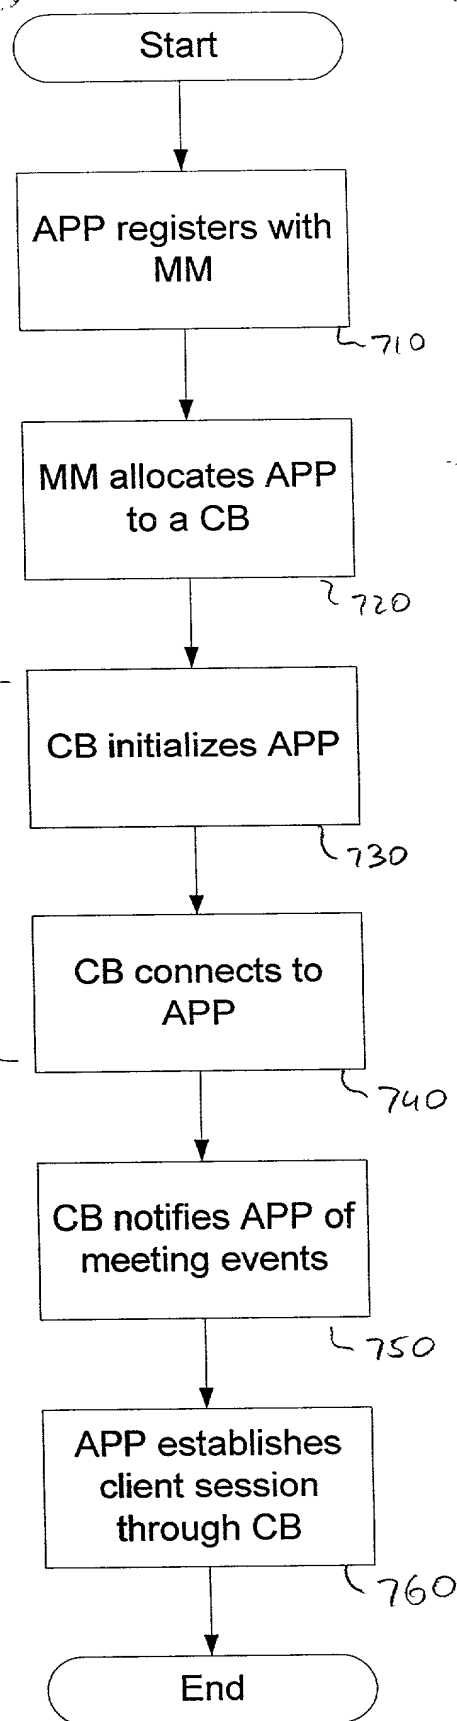 Start
APP registers with
MM
710
MM allocates APP
to a CB
720
CB initializes APP
730
CB connects to
APP
740
CB notifies APP of
meeting events
750
APP establishes
client session
through CB
760
End